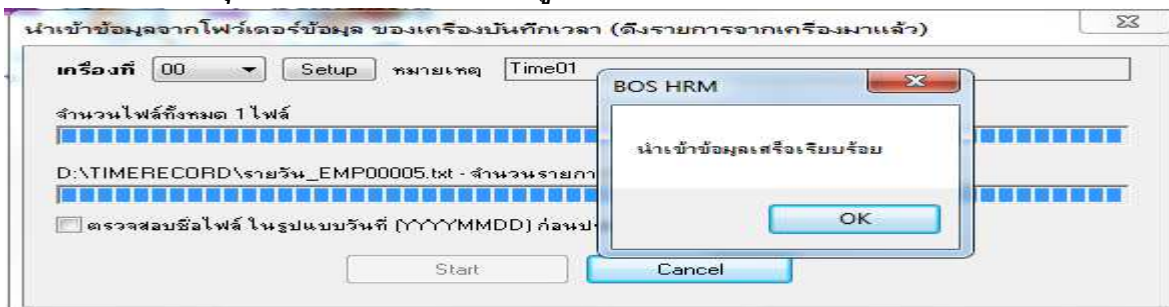 นำเข้าข้อมูลจากโฟว์เดอร์ข้อมูล ของเครื่องบันทึกเวลา (ดึงรายการจากเครื่องมาแล้ว)
เครื่องที่ 00 Setup หมายเหตุ Time01
BOS HRM
จำนวนไฟล์ทั้งหมด 1 ไฟล์
นำเข้าข้อมูลเสร็จเรียบร้อย
D:\TIMERECORD\รายวัน_EMP00005.txt - จำนวนรายกา
OK
ตรวจสอบชื่อไฟล์ ในรูปแบบวันที่ (YYYYMMDD) ก่อนป
Start Cancel